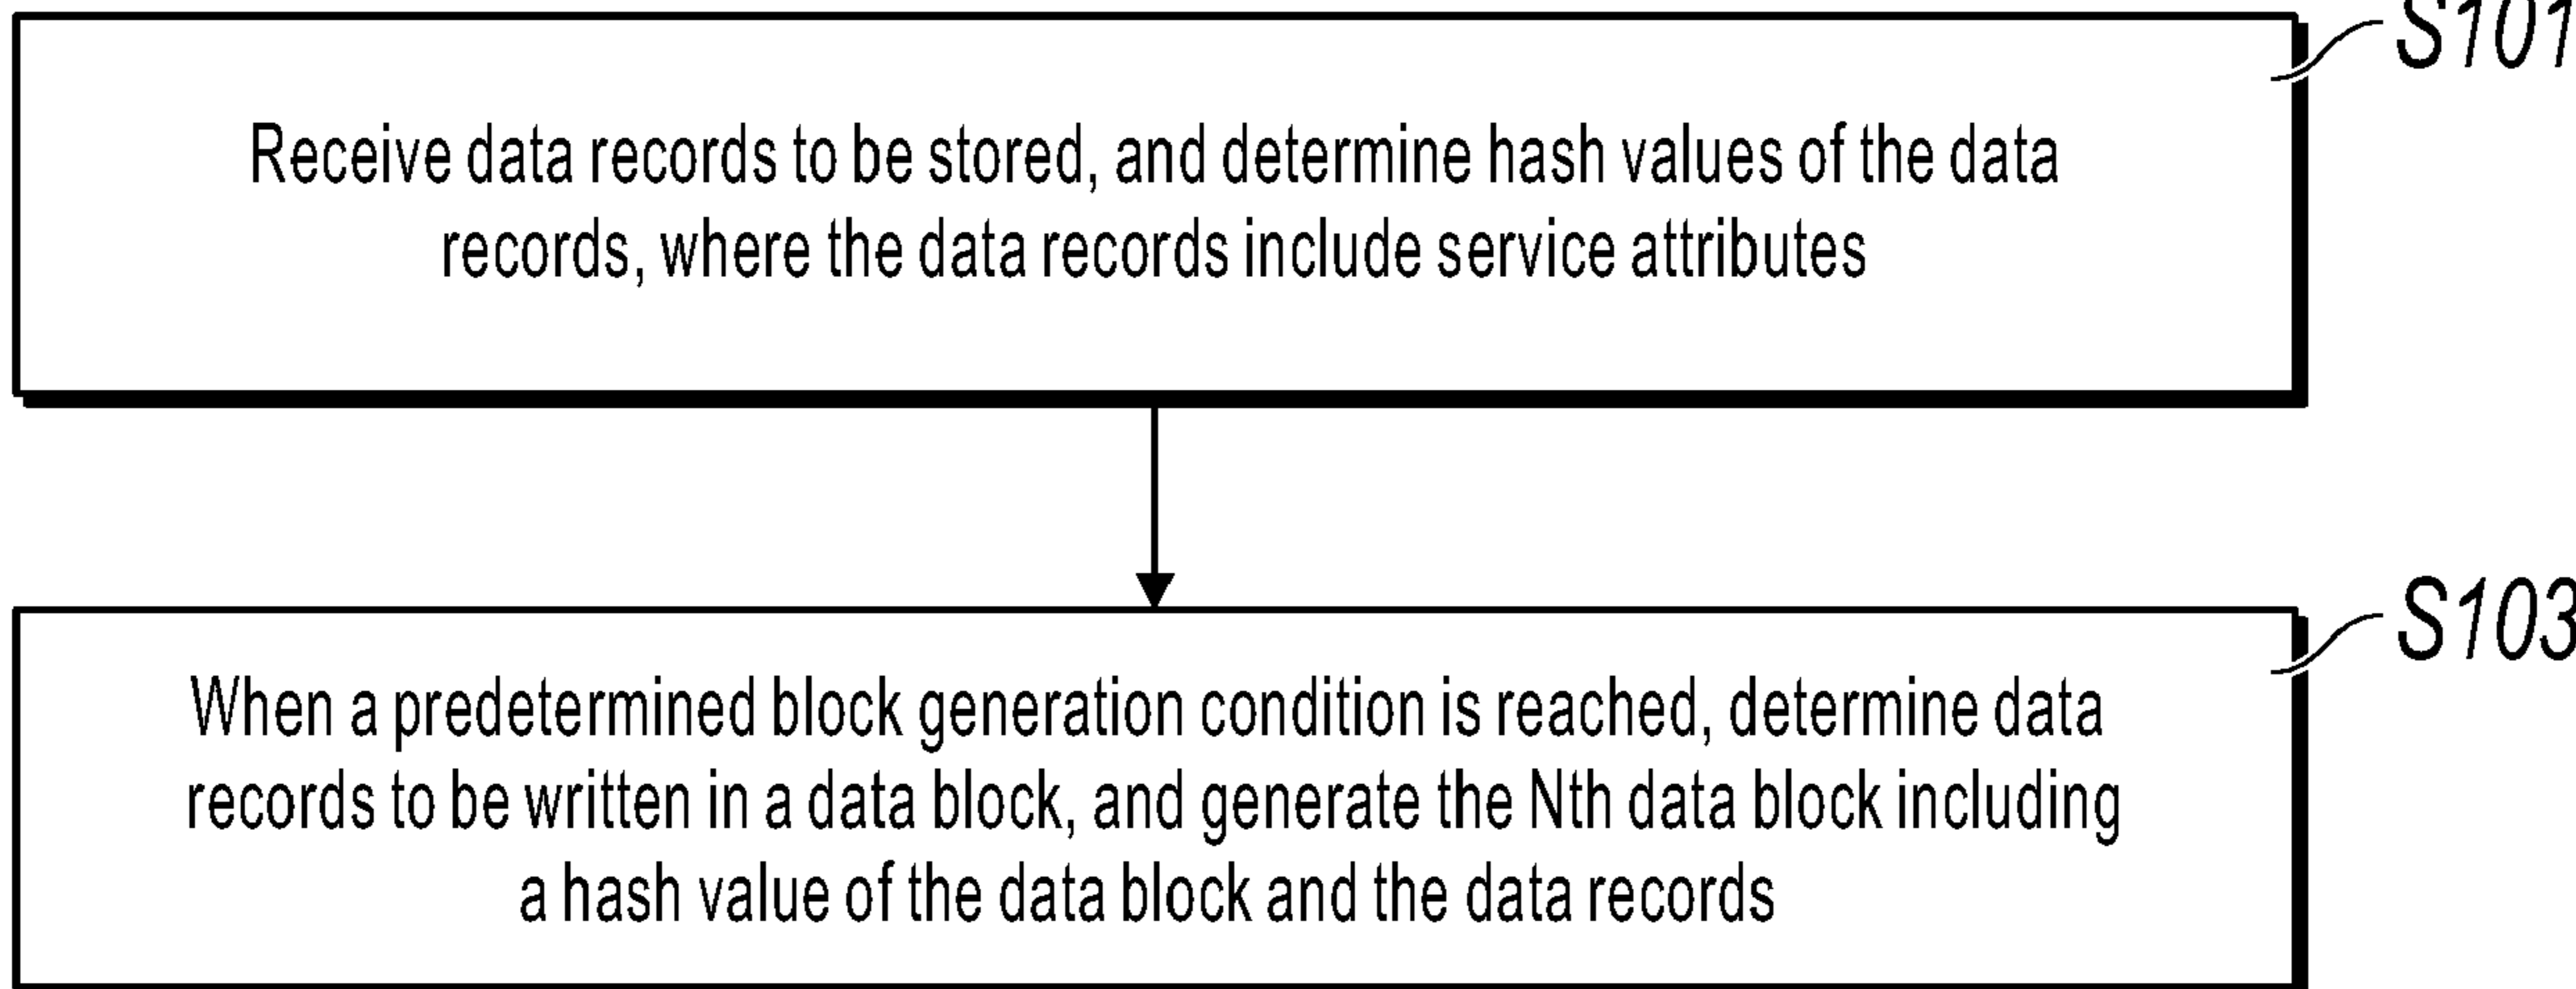 S101
Receive data records to be stored, and determine hash values of the data
records, where the data records include service attributes
S103
When a predetermined block generation condition is reached, determine data
records to be written in a data block, and generate the Nth data block including
a hash value of the data block and the data records